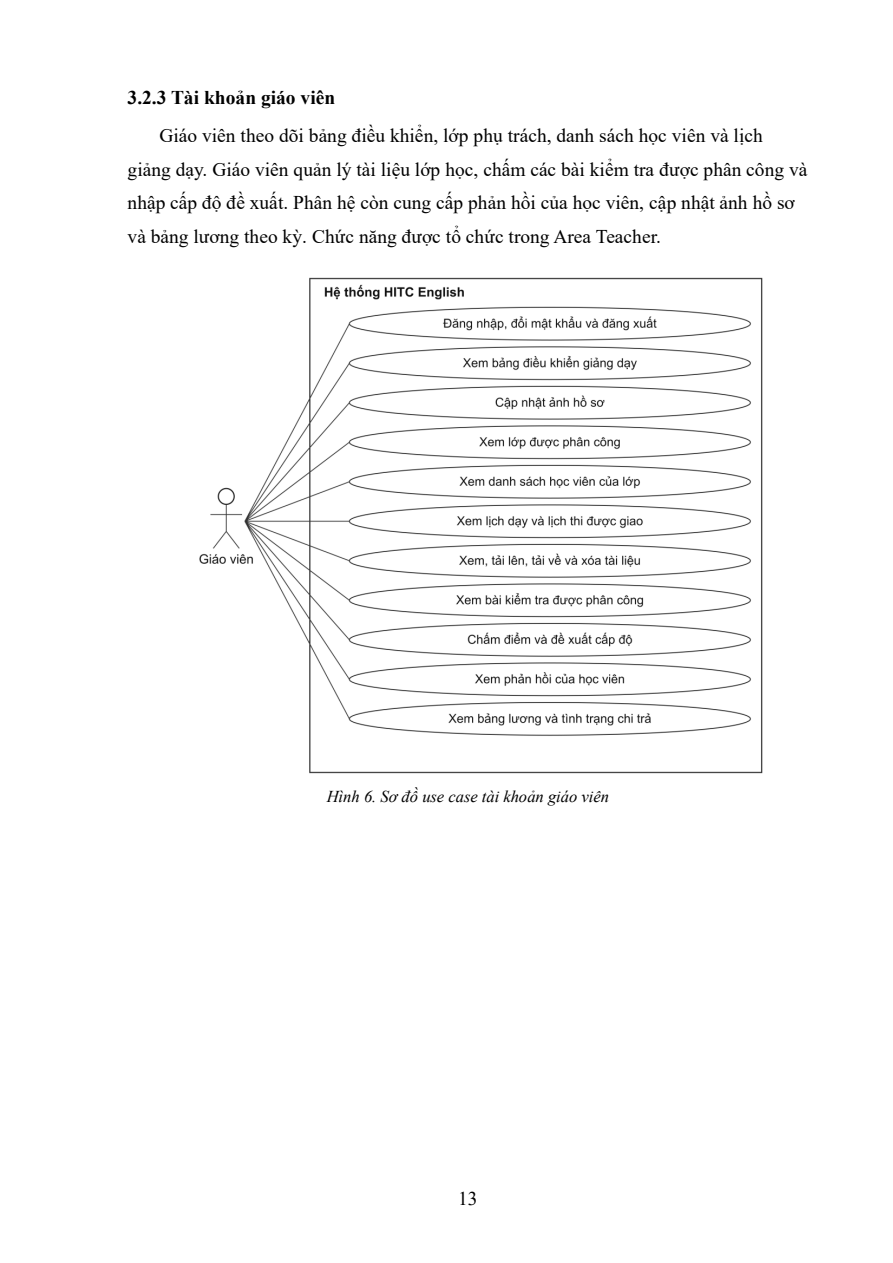 3.2.3 Tài khoản giáo viên
Giáo viên theo dõi bảng điều khiển, lớp phụ trách, danh sách học viên và lịch
giảng dạy. Giáo viên quản lý tài liệu lớp học, chấm các bài kiểm tra được phân công và
nhập cấp độ đề xuất. Phân hệ còn cung cấp phản hồi của học viên, cập nhật ảnh hồ sơ
và bảng lương theo kỳ. Chức năng được tổ chức trong Area Teacher.
Hệ thống HITC English
Đăng nhập, đổi mật khẩu và đăng xuất
Xem bảng điều khiển giảng dạy
Cập nhật ảnh hồ sơ
Xem lớp được phân công
Xem danh sách học viên của lớp
Xem lịch dạy và lịch thi được giao
Giáo viên
Xem, tải lên, tải về và xóa tài liệu
Xem bài kiểm tra được phân công
Chấm điểm và đề xuất cấp độ
Xem phản hồi của học viên
Xem bảng lương và tình trạng chi trả
Hình 6. Sơ đồ use case tài khoản giáo viên
13